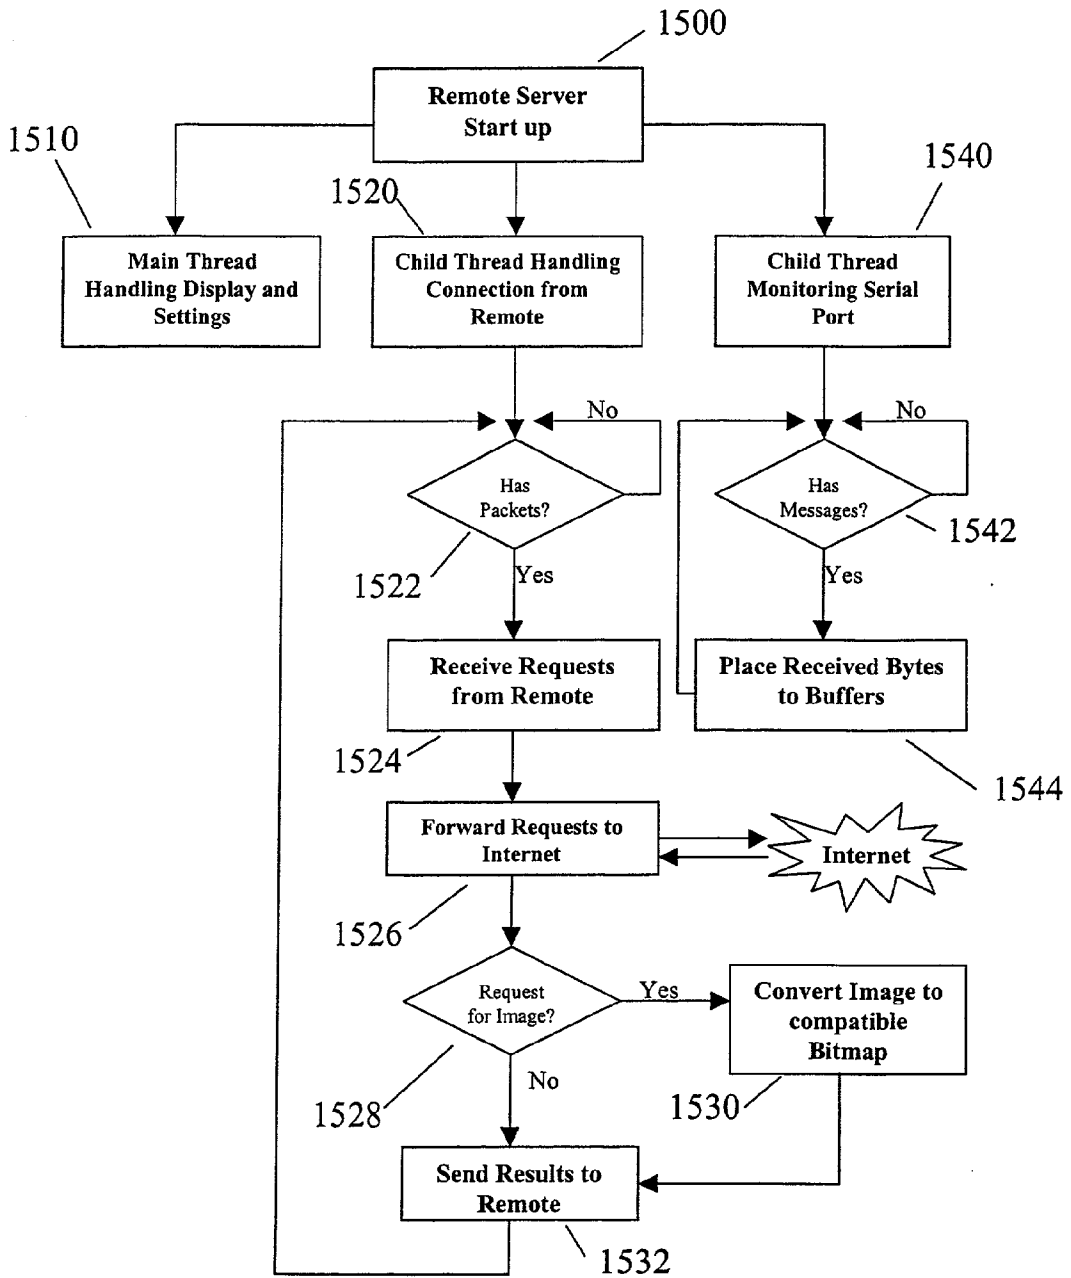 1500
Remote Server
Start up
1510
1520
1540
Main Thread
Handling Display and
Settings
Child Thread Handling
Connection from
Remote
Child Thread
Monitoring Serial
Port
No
No
Has
Packets?
Has
Messages?
1522
1542
Yes
Yes
Receive Requests
from Remote
Place Received Bytes
to Buffers
1524
1544
Forward Requests to
Internet
Internet
1526
Request
for Image?
Yes
Convert Image to
compatible
Bitmap
No
1528
1530
Send Results to
Remote
1532